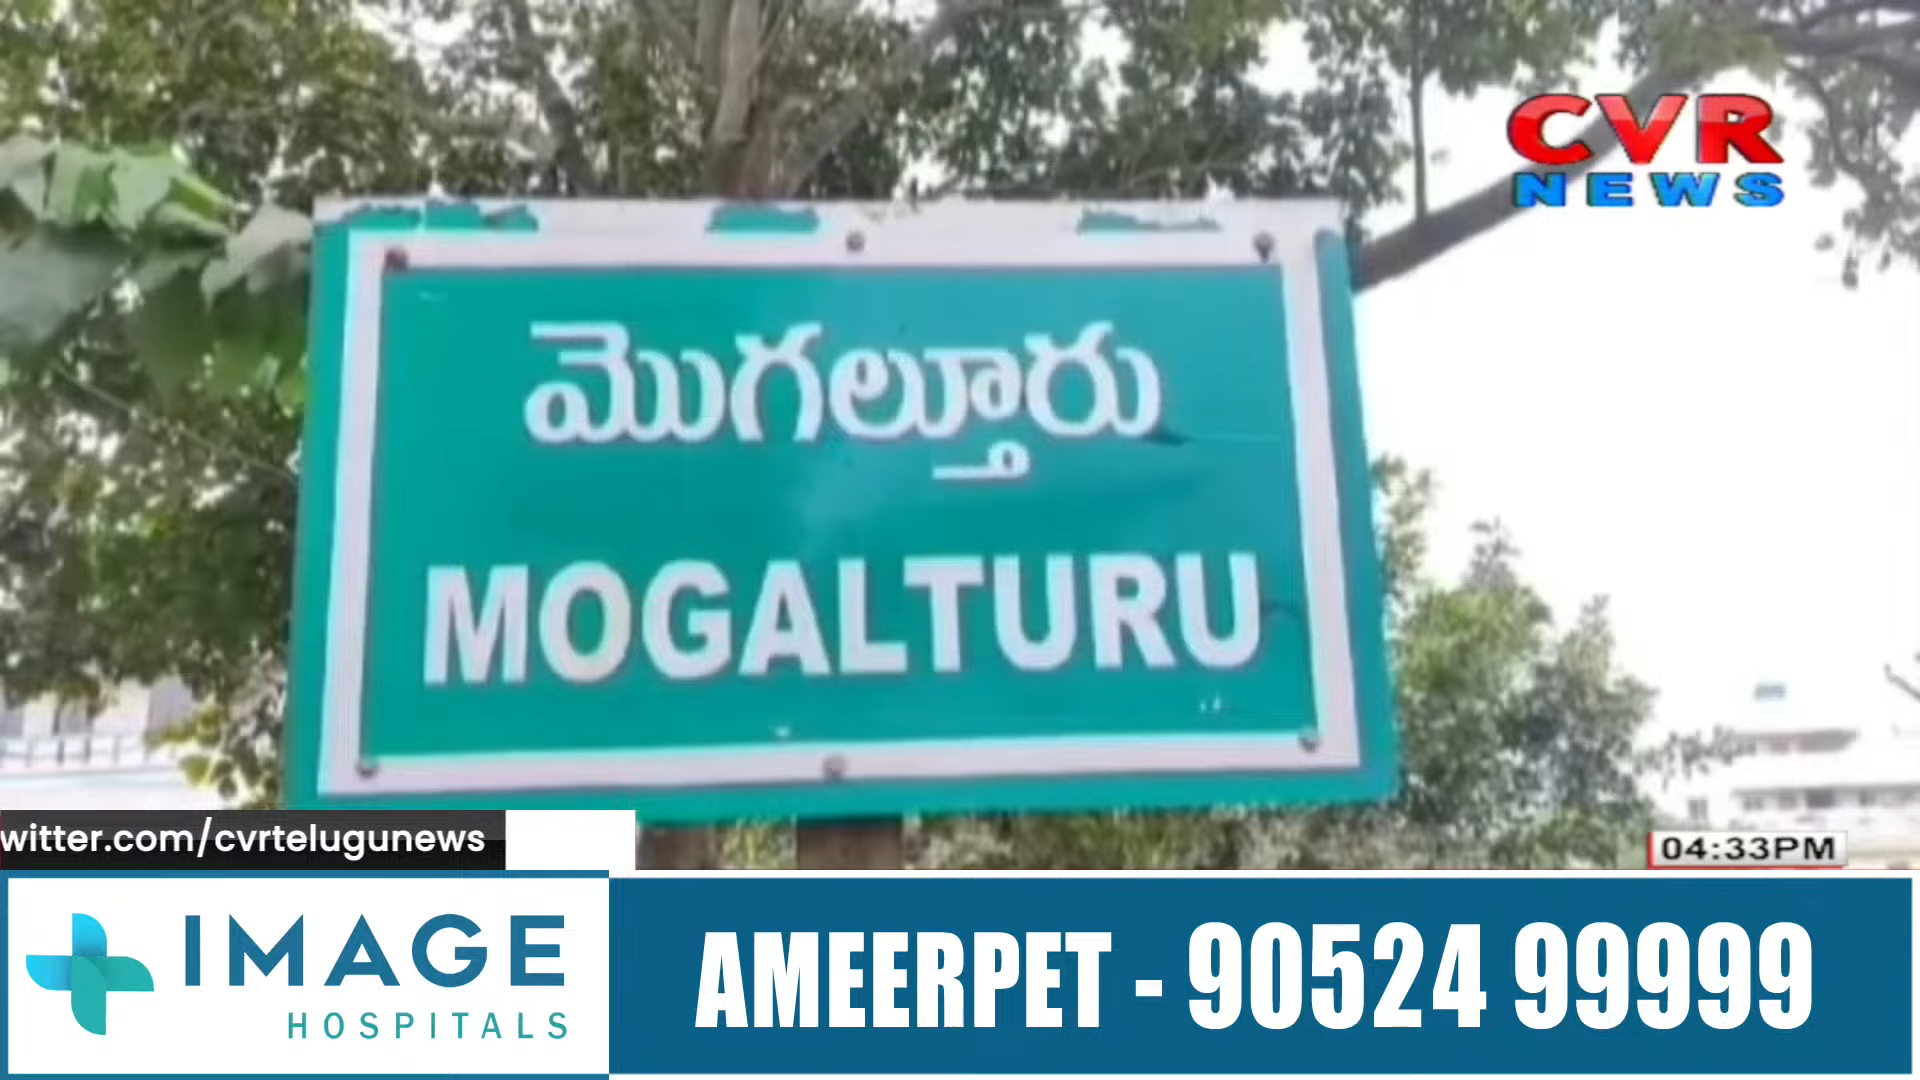 CVR
NEWS
మొగల్తూరు
MOGALTURU
witter.com/cvrtelugunews
04:33PM
IMAGE
HOSPITALS
AMEERPET - 90524 99999